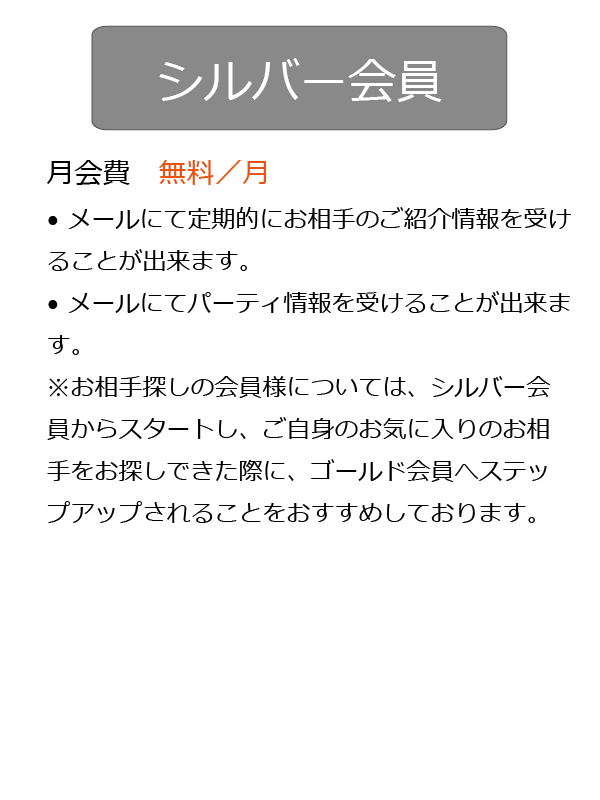 シルバー会員
月会費　無料／月
• メールにて定期的にお相手のご紹介情報を受け
ることが出来ます。
• メールにてパーティ情報を受けることが出来ま
す。
※お相手探しの会員様については、シルバー会
員からスタートし、ご自身のお気に入りのお相
手をお探しできた際に、ゴールド会員へステッ
プアップされることをおすすめしております。